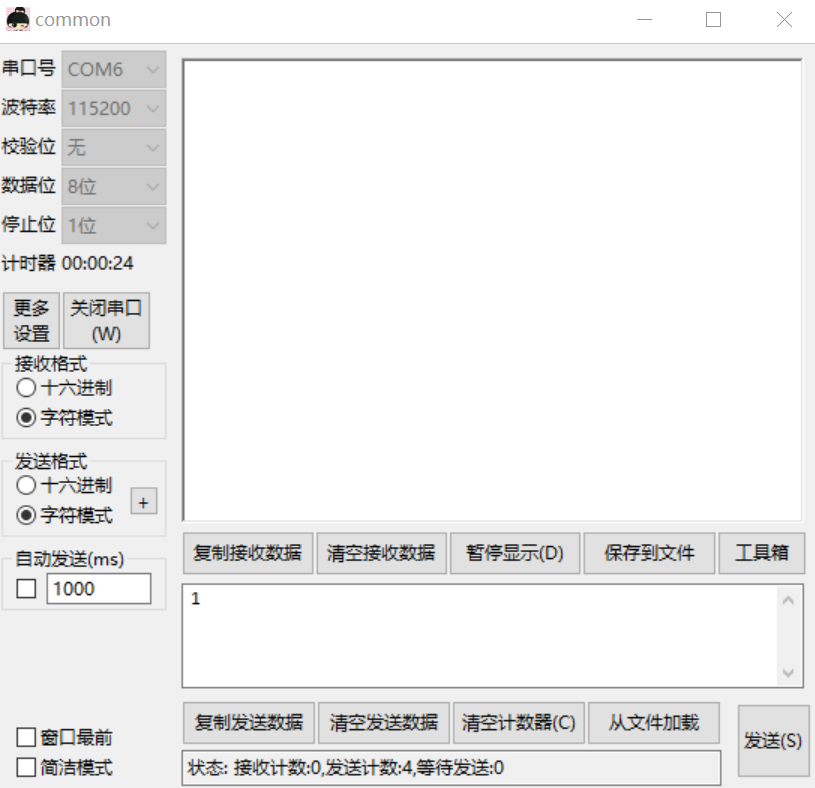 common
串口号 COM6
波特率 115200
校验位 无
数据位 8位
停止位 1位
计时器 00:00:24
更多
设置
关闭串口
(W)
接收格式
十六进制
字符模式
发送格式
十六进制
字符模式
+
自动发送(ms)
1000
窗口最前
简洁模式
复制接收数据 清空接收数据 暂停显示(D) 保存到文件 工具箱
1
复制发送数据 清空发送数据 清空计数器(C) 从文件加载
发送(S)
状态: 接收计数:0,发送计数:4,等待发送:0